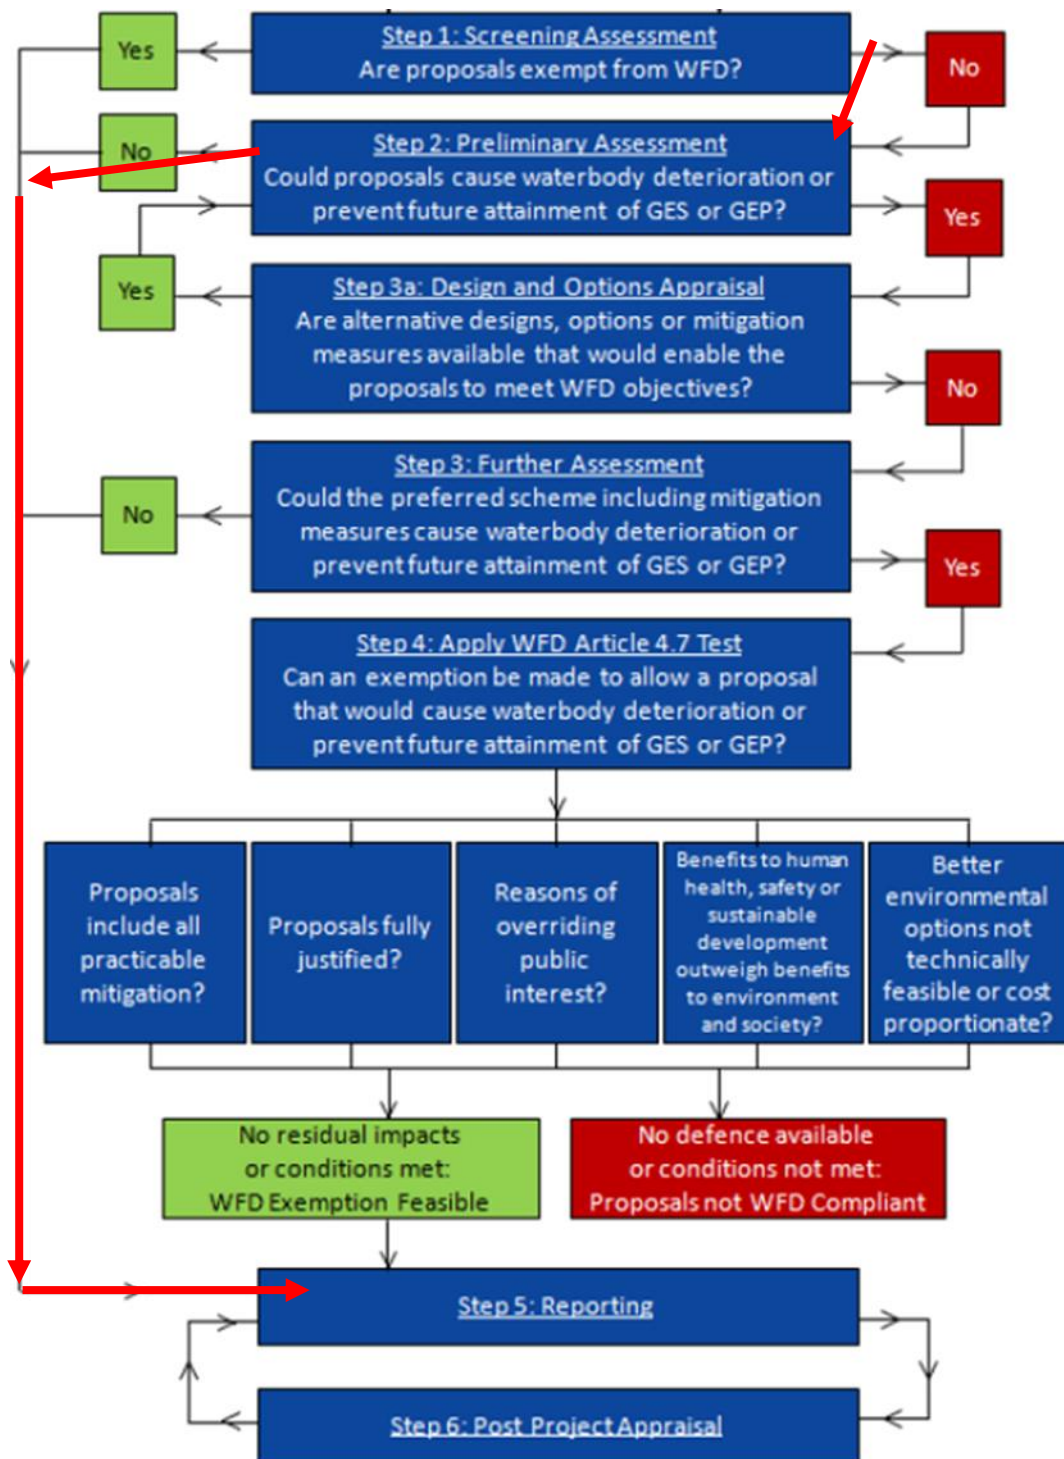 Step 1: Screening Assessment
Are proposals exempt from WFD?
Yes
No
Step 2: Preliminary Assessment
Could proposals cause waterbody deterioration or
prevent future attainment of GES or GEP?
No
Yes
Step 3a: Design and Options Appraisal
Are alternative designs, options or mitigation
measures available that would enable the
proposals to meet WFD objectives?
Yes
No
Step 3: Further Assessment
Could the preferred scheme including mitigation
measures cause waterbody deterioration or
prevent future attainment of GES or GEP?
No
Yes
Step 4: Apply WFD Article 4.7 Test
Can an exemption be made to allow a proposal
that would cause waterbody deterioration or
prevent future attainment of GES or GEP?
Proposals
include all
practicable
mitigation?
Proposals fully
justified?
Reasons of
overriding
public
interest?
Benefits to human
health, safety or
sustainable
development
outweigh benefits
to environment
and society?
Better
environmental
options not
technically
feasible or cost
proportionate?
No residual impacts
or conditions met:
WFD Exemption Feasible
No defence available
or conditions not met:
Proposals not WFD Compliant
Step 5: Reporting
Step 6: Post Project Appraisal